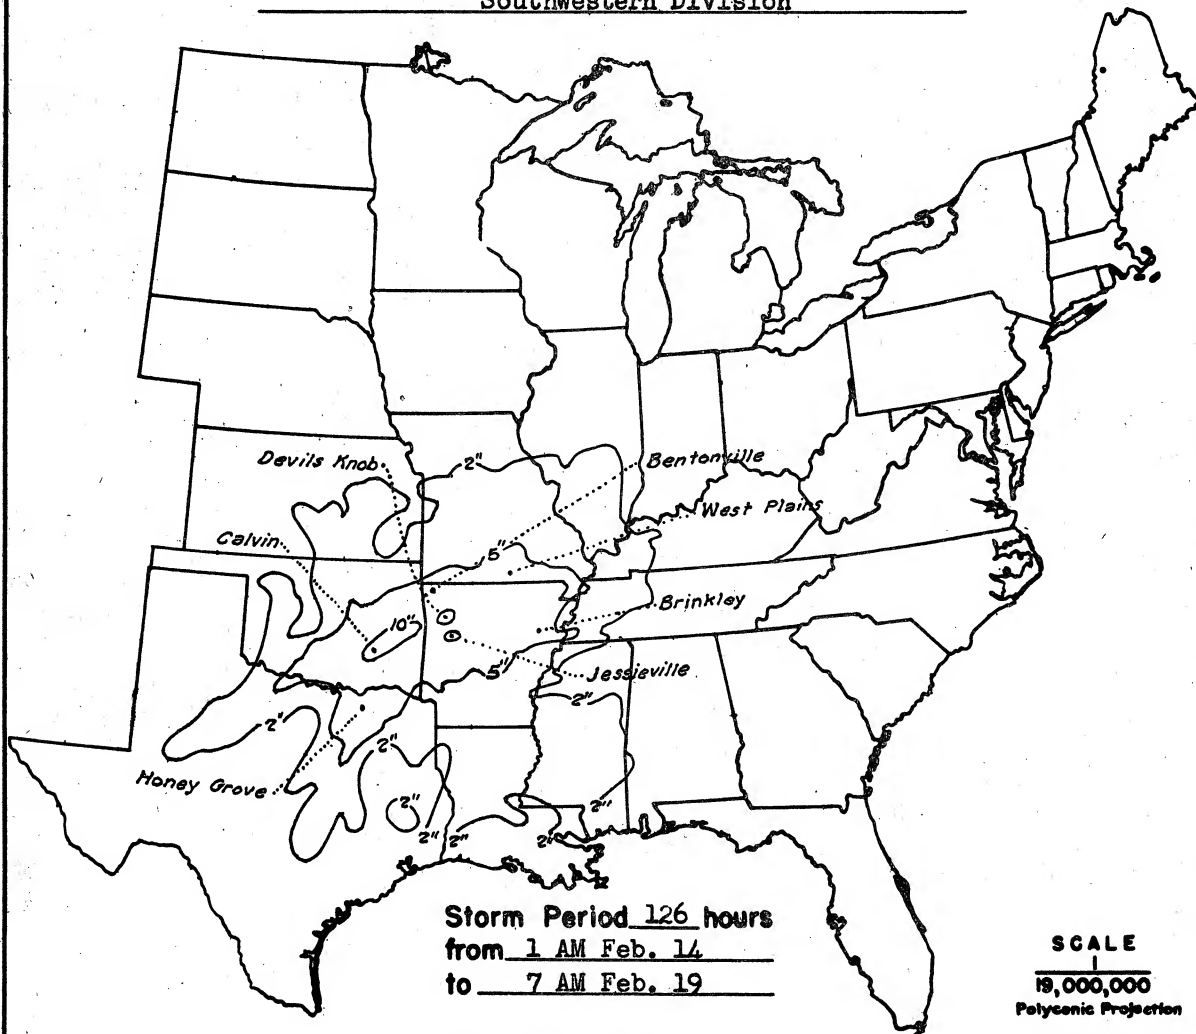 Southwestern Division
Devils Knob
2"
Bentonville
West Plains
Calvin
5"
Brinkley
10"
5"
Jessieville
2"
2"
2"
Honey Grove
2"
2"
2"
2"
2"
Storm Period 126 hours
from 1 AM Feb. 14
to 7 AM Feb. 19
SCALE
1
19,000,000
Polyconic Projection